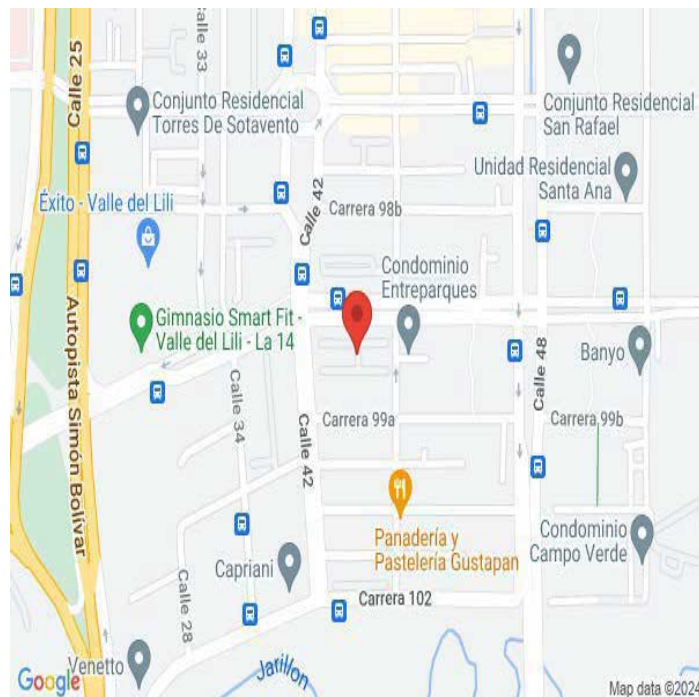 Calle 25
Calle 33
Conjunto Residencial
Torres De Sotavento
Conjunto Residencial
San Rafael
Unidad Residencial
Santa Ana
Éxito - Valle del Lili
Calle 42
Carrera 98b
Condominio
Entreparques
Autopista Simón Bolívar
Gimnasio Smart Fit -
Valle del Lili - La 14
Banyo
Calle 48
Calle 34
Calle 42
Carrera 99a
Carrera 99b
Panadería y
Pastelería Gustapan
Condominio
Campo Verde
Capriani
Calle 28
Carrera 102
Venetto
Jarillon
Google
Map data ©2024